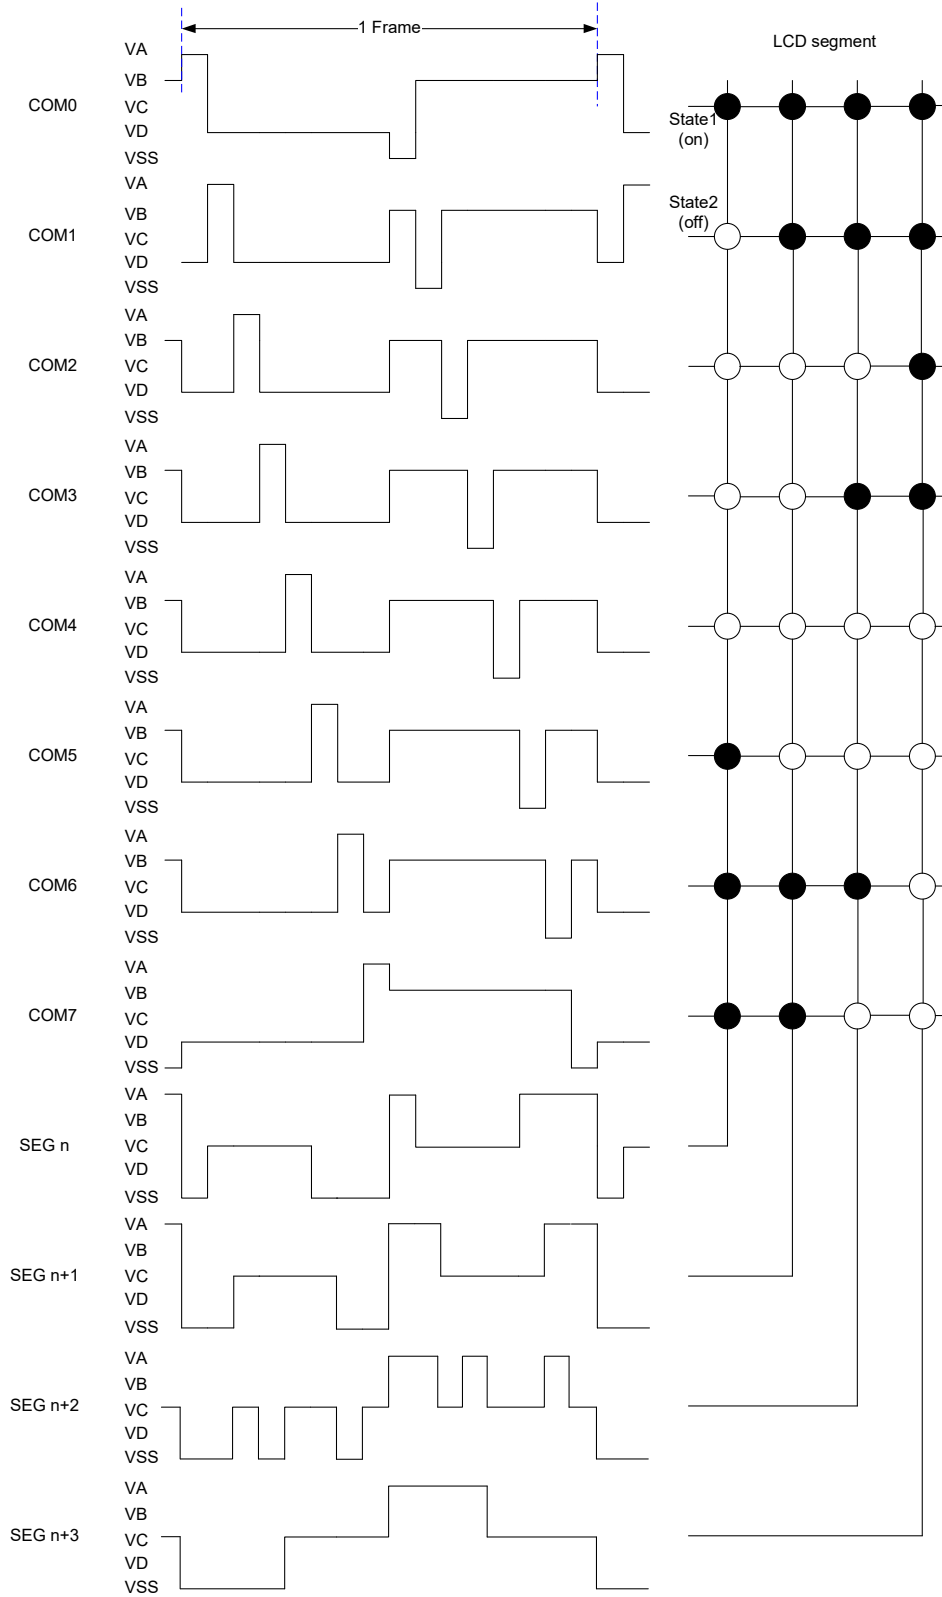 1 Frame
LCD segment
VA
VB
COM0
VC
VD
VSS
State1
(on)
VA
VB
COM1
VC
VD
VSS
State2
(off)
VA
VB
COM2
VC
VD
VSS
VA
VB
COM3
VC
VD
VSS
VA
VB
COM4
VC
VD
VSS
VA
VB
COM5
VC
VD
VSS
VA
VB
COM6
VC
VD
VSS
VA
VB
COM7
VC
VD
VSS
VA
VB
SEG n
VC
VD
VSS
VA
VB
SEG n+1
VC
VD
VSS
VA
VB
SEG n+2
VC
VD
VSS
VA
VB
SEG n+3
VC
VD
VSS